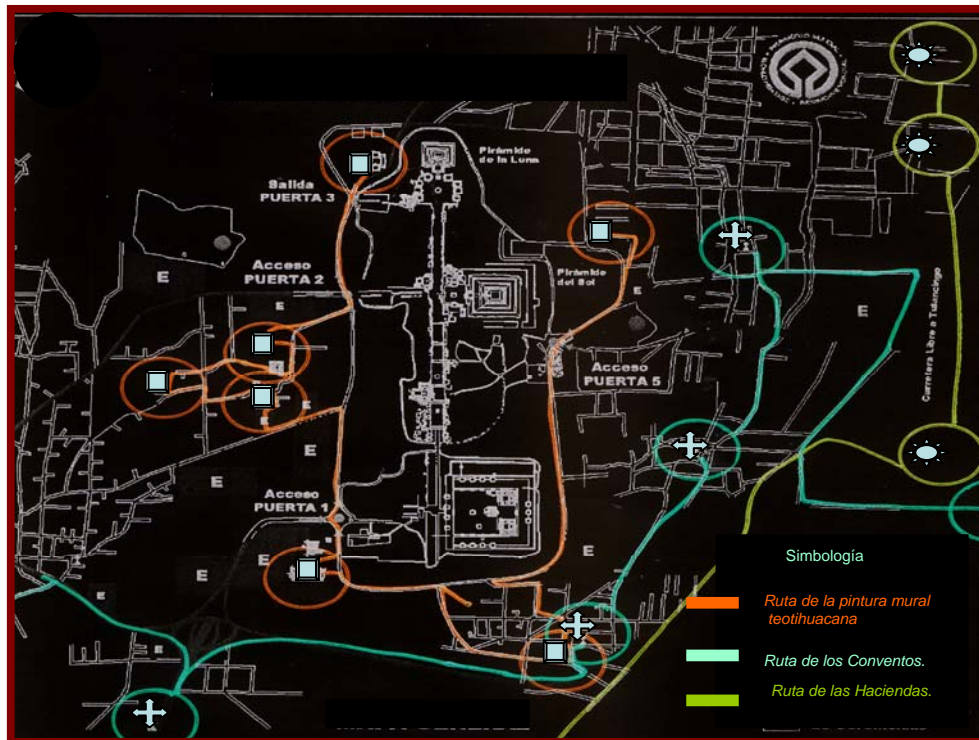 Pirámide
de la Luna
Salida
PUERTA 3
Acceso
PUERTA 2
Pirámide
del Sol
E
E
E
E
Carretera Libre a Tulancingo
Acceso
PUERTA 5
E
E
E
E
E
Acceso
PUERTA 1
E
E
E
E
E
E
Simbología
Ruta de la pintura mural
teotihuacana
Ruta de los Conventos.
Ruta de las Haciendas.